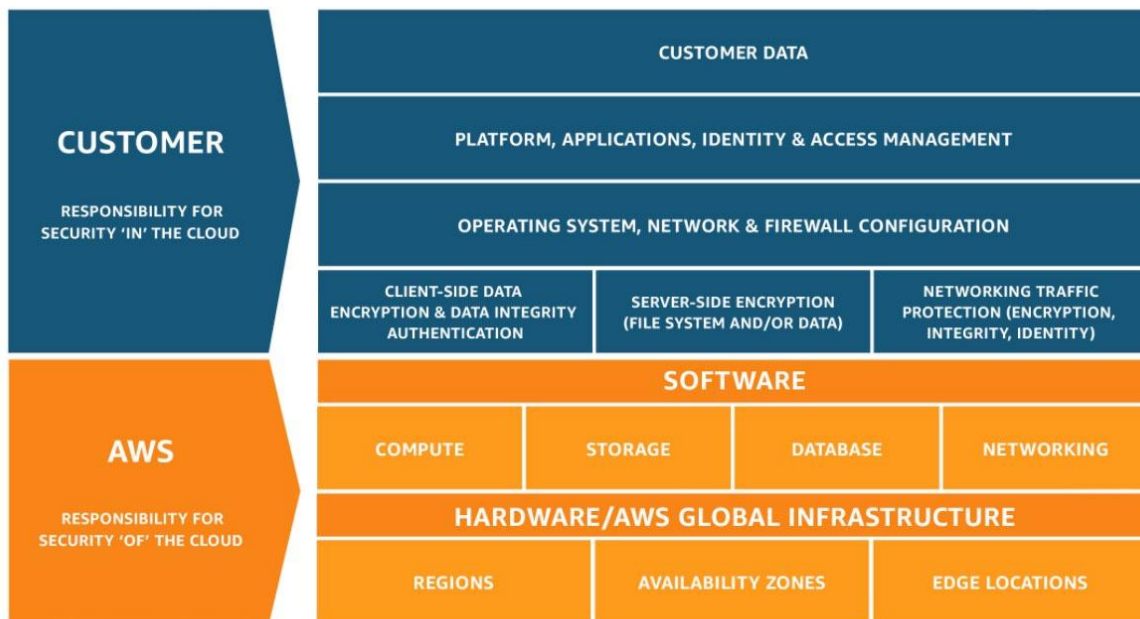 CUSTOMER
RESPONSIBILITY FOR
SECURITY ‘IN’ THE CLOUD
CUSTOMER DATA
PLATFORM, APPLICATIONS, IDENTITY & ACCESS MANAGEMENT
OPERATING SYSTEM, NETWORK & FIREWALL CONFIGURATION
CLIENT-SIDE DATA
ENCRYPTION & DATA INTEGRITY
AUTHENTICATION
SERVER-SIDE ENCRYPTION
(FILE SYSTEM AND/OR DATA)
NETWORKING TRAFFIC
PROTECTION (ENCRYPTION,
INTEGRITY, IDENTITY)
AWS
RESPONSIBILITY FOR
SECURITY ‘OF’ THE CLOUD
SOFTWARE
COMPUTE
STORAGE
DATABASE
NETWORKING
HARDWARE/AWS GLOBAL INFRASTRUCTURE
REGIONS
AVAILABILITY ZONES
EDGE LOCATIONS